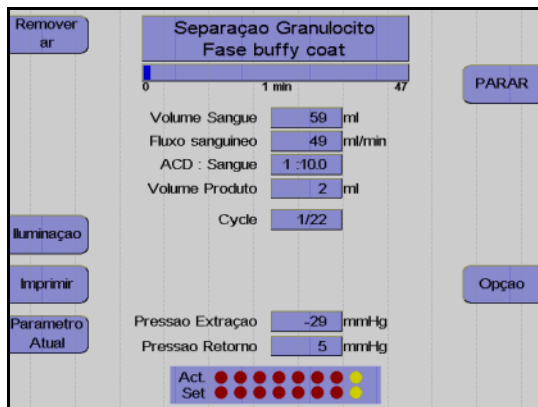 Remover
ar
Separaçao Granulocito
Fase buffy coat
0 1 min 47
PARAR
Volume Sangue 59 ml
Fluxo sanguineo 49 ml/min
ACD : Sangue 1 :10.0
Volume Produto 2 ml
Cycle 1/22
Iluminaçao
Imprimir
Opçao
Parametro
Atual
Pressao Extraçao -29 mmHg
Pressao Retorno 5 mmHg
Act.
Set